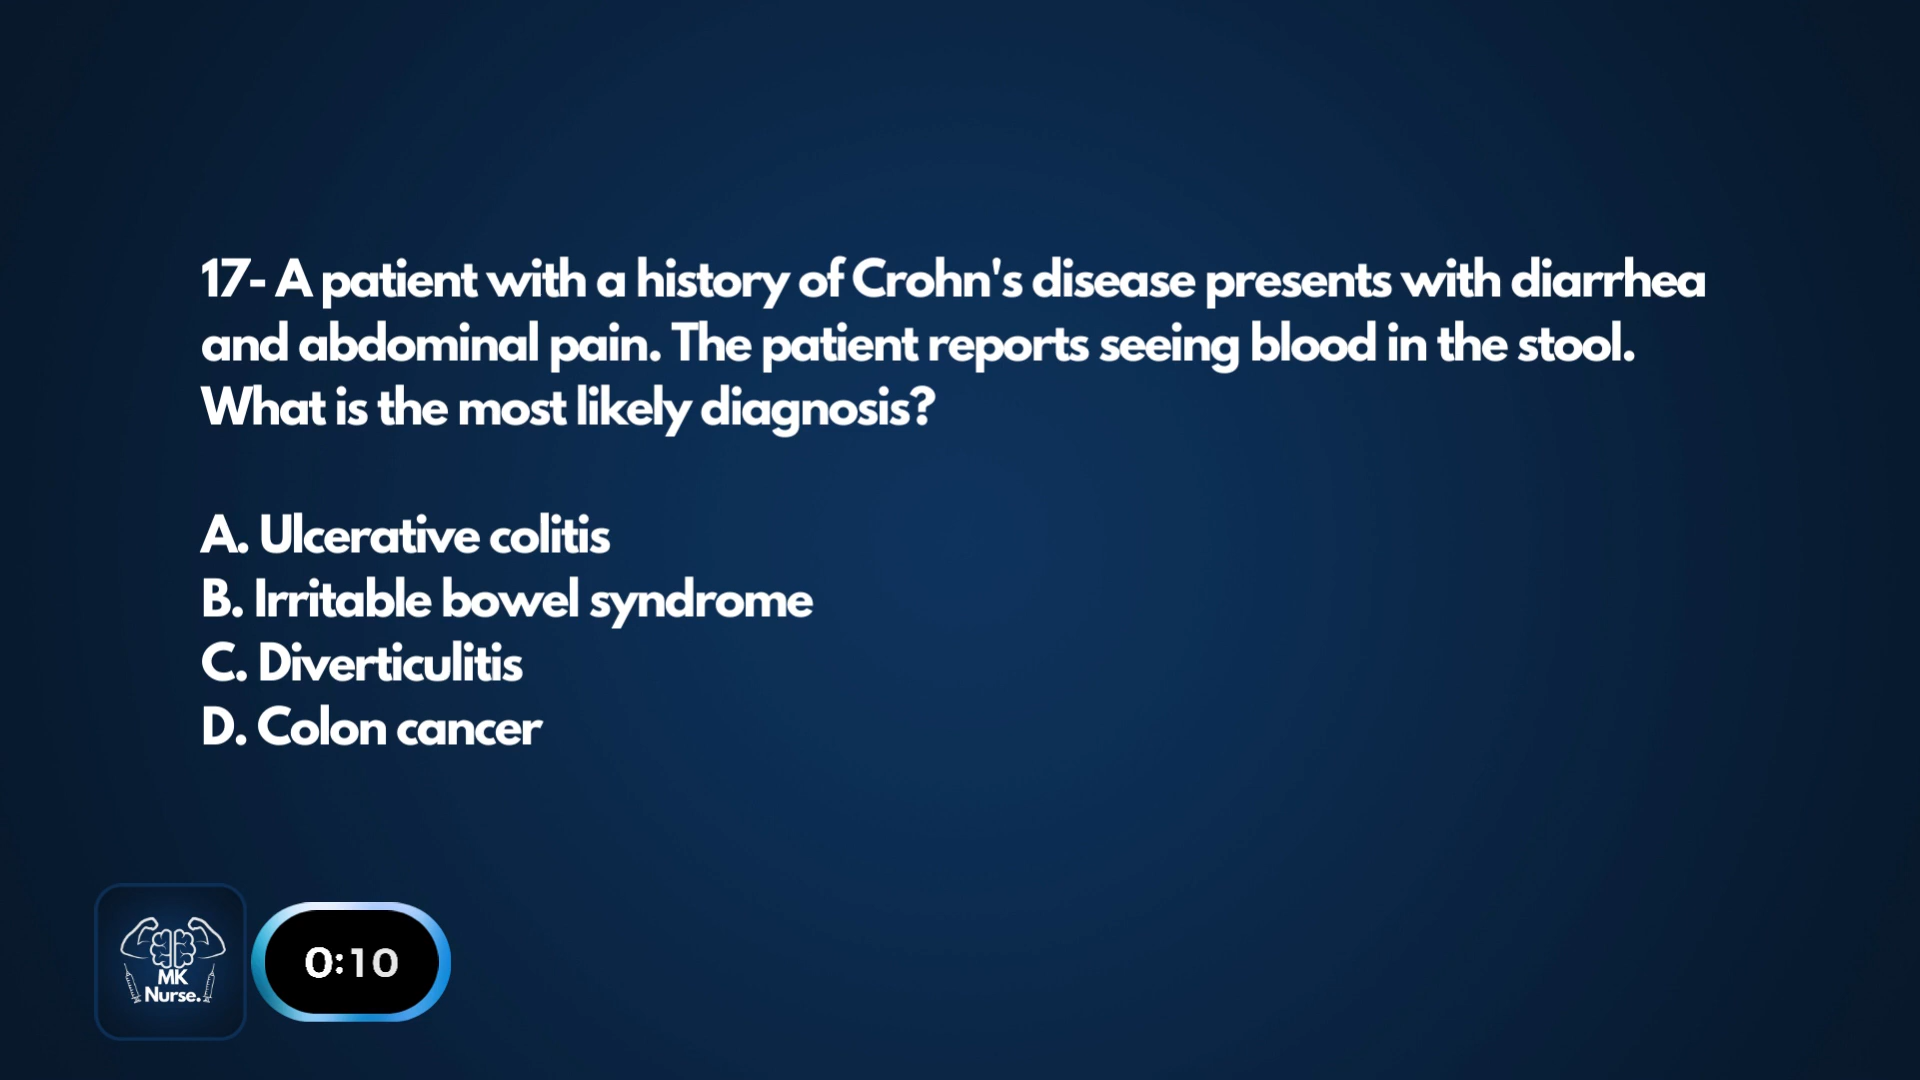 17- A patient with a history of Crohn's disease presents with diarrhea
and abdominal pain. The patient reports seeing blood in the stool.
What is the most likely diagnosis?
A. Ulcerative colitis
B. Irritable bowel syndrome
C. Diverticulitis
D. Colon cancer
MK
Nurse.
0:10